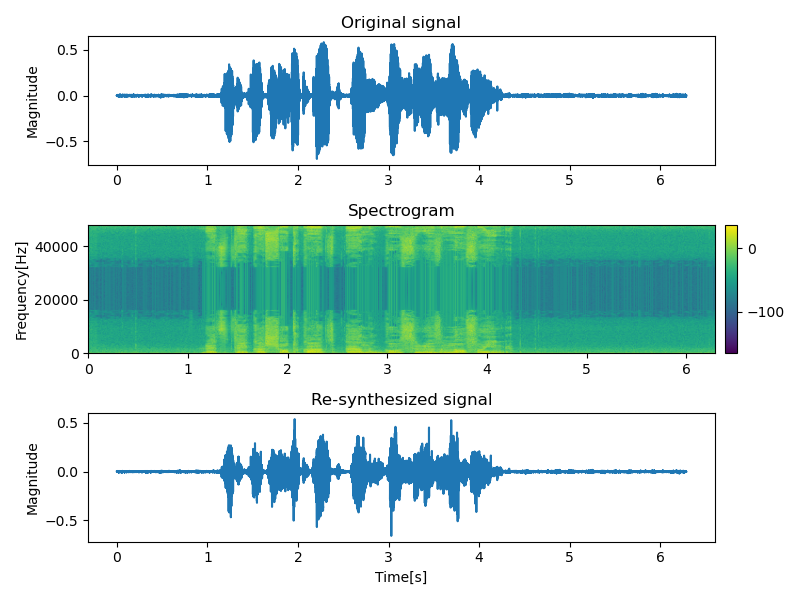 Original signal
Magnitude
0.5
0.0
−0.5
0 1 2 3 4 5 6
Spectrogram
Frequency[Hz]
40000
20000
0
0 1 2 3 4 5 6
0
−100
Re-synthesized signal
Magnitude
0.5
0.0
−0.5
0 1 2 3 4 5 6
Time[s]